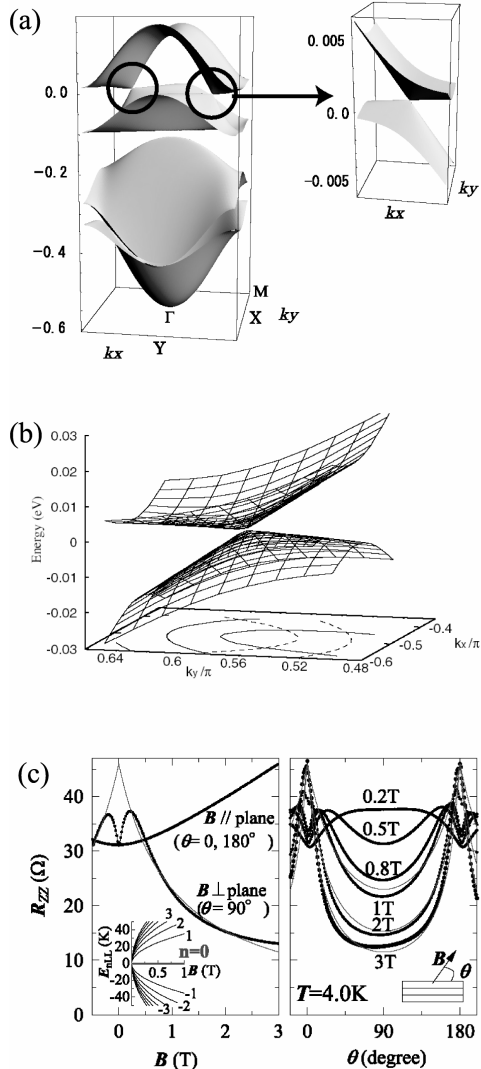 (a)
0.0
−0.2
−0.4
−0.6
Γ
M
X
ky
kx
Y
0.005
0.0
−0.005
ky
kx
(b)
0.03
0.02
0.01
0
-0.01
-0.02
-0.03
Energy (eV)
0.64
0.6
0.56
0.52
0.48
ky/π
-0.6
-0.5
-0.4
kx/π
(c)
40
30
20
10
0
RZZ (Ω)
B // plane
(θ= 0, 180°)
B ⊥ plane
(θ= 90°)
EnLL (K)
40
20
0
-20
-40
3
2
1
n=0
0
0.5
1
B (T)
-1
-2
-3
0
1
2
3
B (T)
0.2T
0.5T
0.8T
1T
2T
3T
B
θ
T=4.0K
0
90
180
θ (degree)